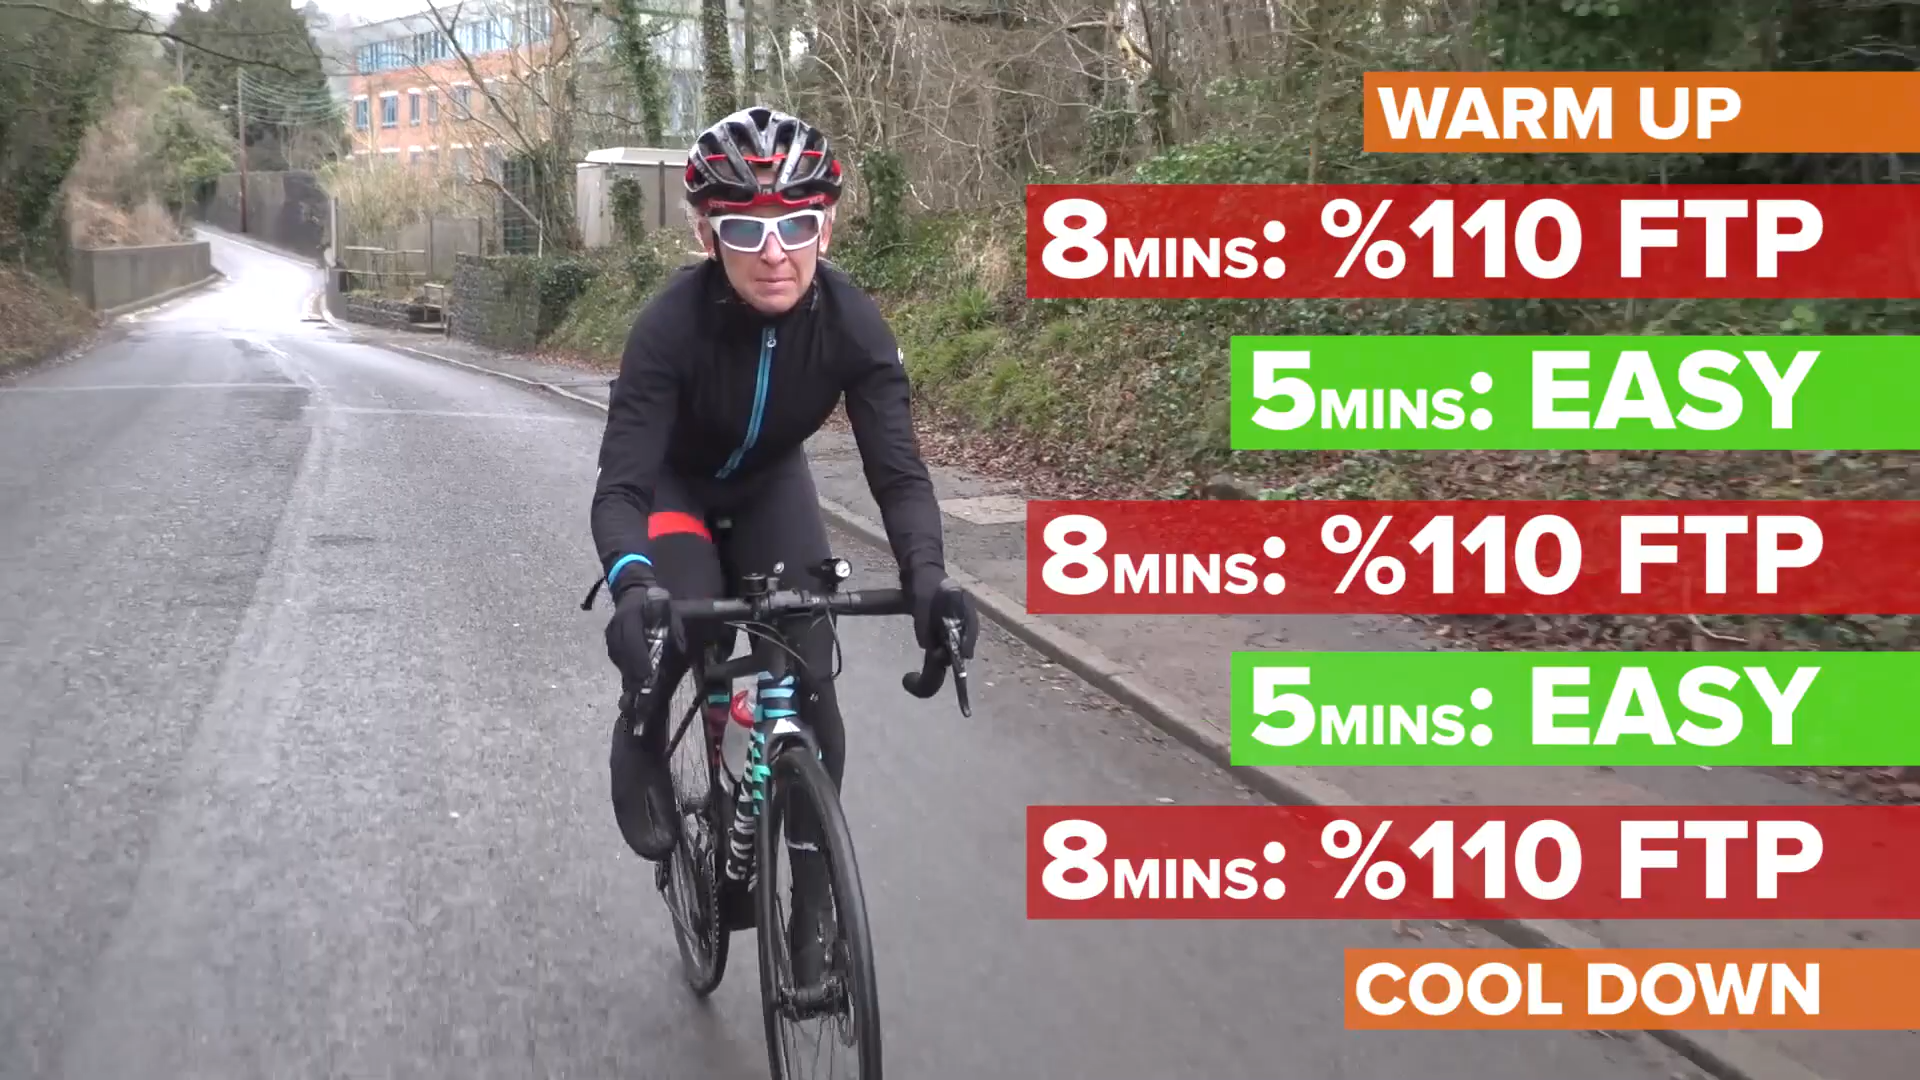 WARM UP
8MINS: %110 FTP
5MINS: EASY
8MINS: %110 FTP
5MINS: EASY
8MINS: %110 FTP
COOL DOWN